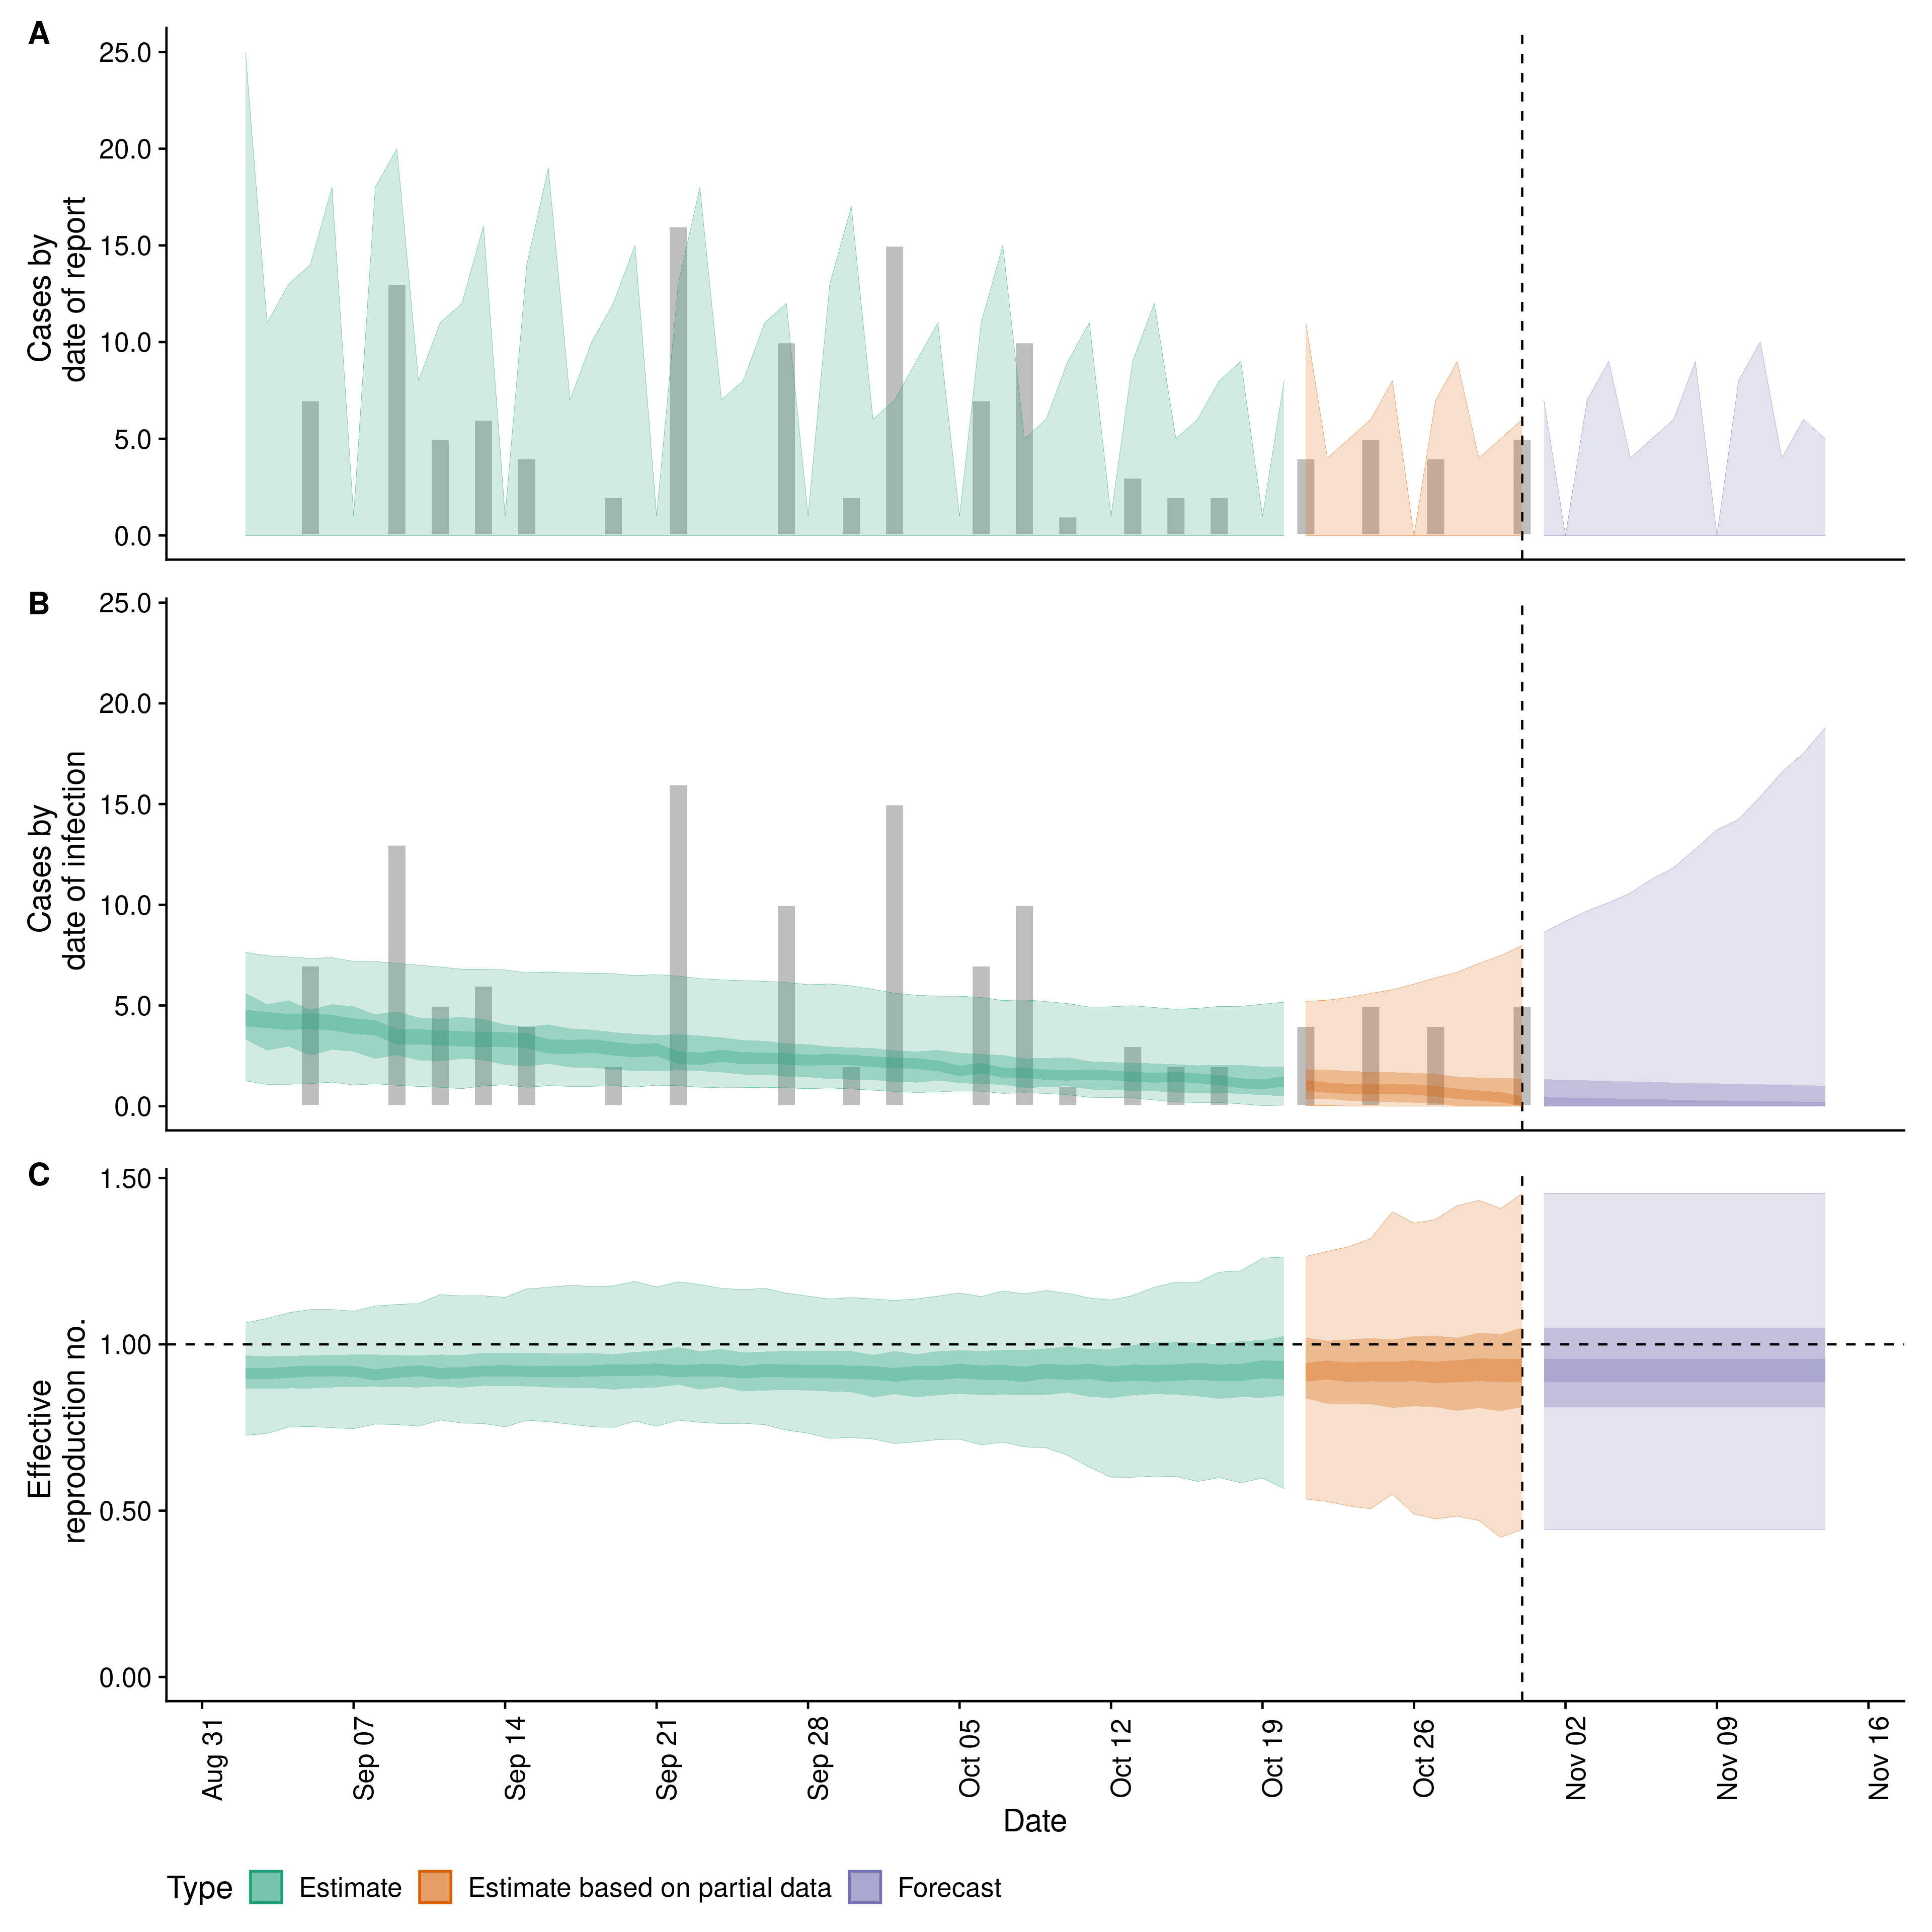 A
Cases by
date of report
25.0
20.0
15.0
10.0
5.0
0.0
B
Cases by
date of infection
25.0
20.0
15.0
10.0
5.0
0.0
C
Effective
reproduction no.
1.50
1.00
0.50
0.00
Aug 31
Sep 07
Sep 14
Sep 21
Sep 28
Oct 05
Oct 12
Oct 19
Oct 26
Nov 02
Nov 09
Nov 16
Date
Type Estimate Estimate based on partial data Forecast